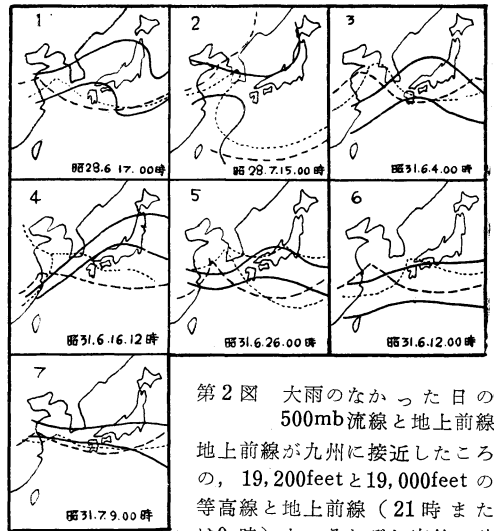 1
昭28.6 17.00時
2
昭28.7.15.00時
3
昭31.6.4.00時
4
昭31.6.16.12時
5
昭31.6.26.00時
6
昭31.6.12.00時
7
昭31.7.9.00時
第2図 大雨のなかった日の
500mb流線と地上前線
地上前線が九州に接近したころ
の，19,200feetと19,000feetの
等高線と地上前線（21時また